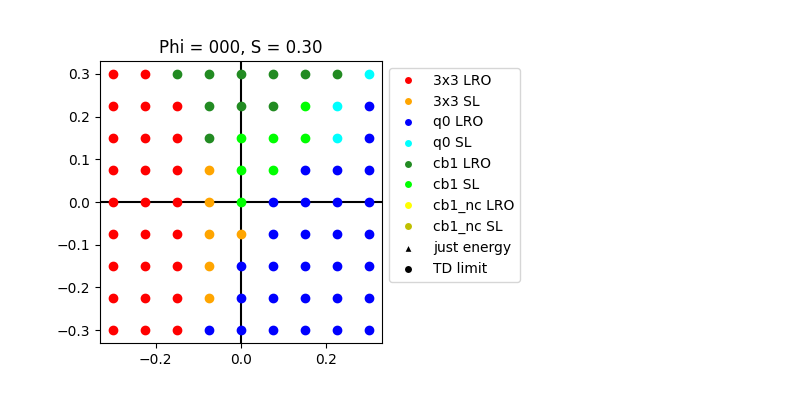 Phi = 000, S = 0.30
0.3
0.2
0.1
0.0
−0.1
−0.2
−0.3
−0.2 0.0 0.2
3x3 LRO
3x3 SL
q0 LRO
q0 SL
cb1 LRO
cb1 SL
cb1_nc LRO
cb1_nc SL
just energy
TD limit